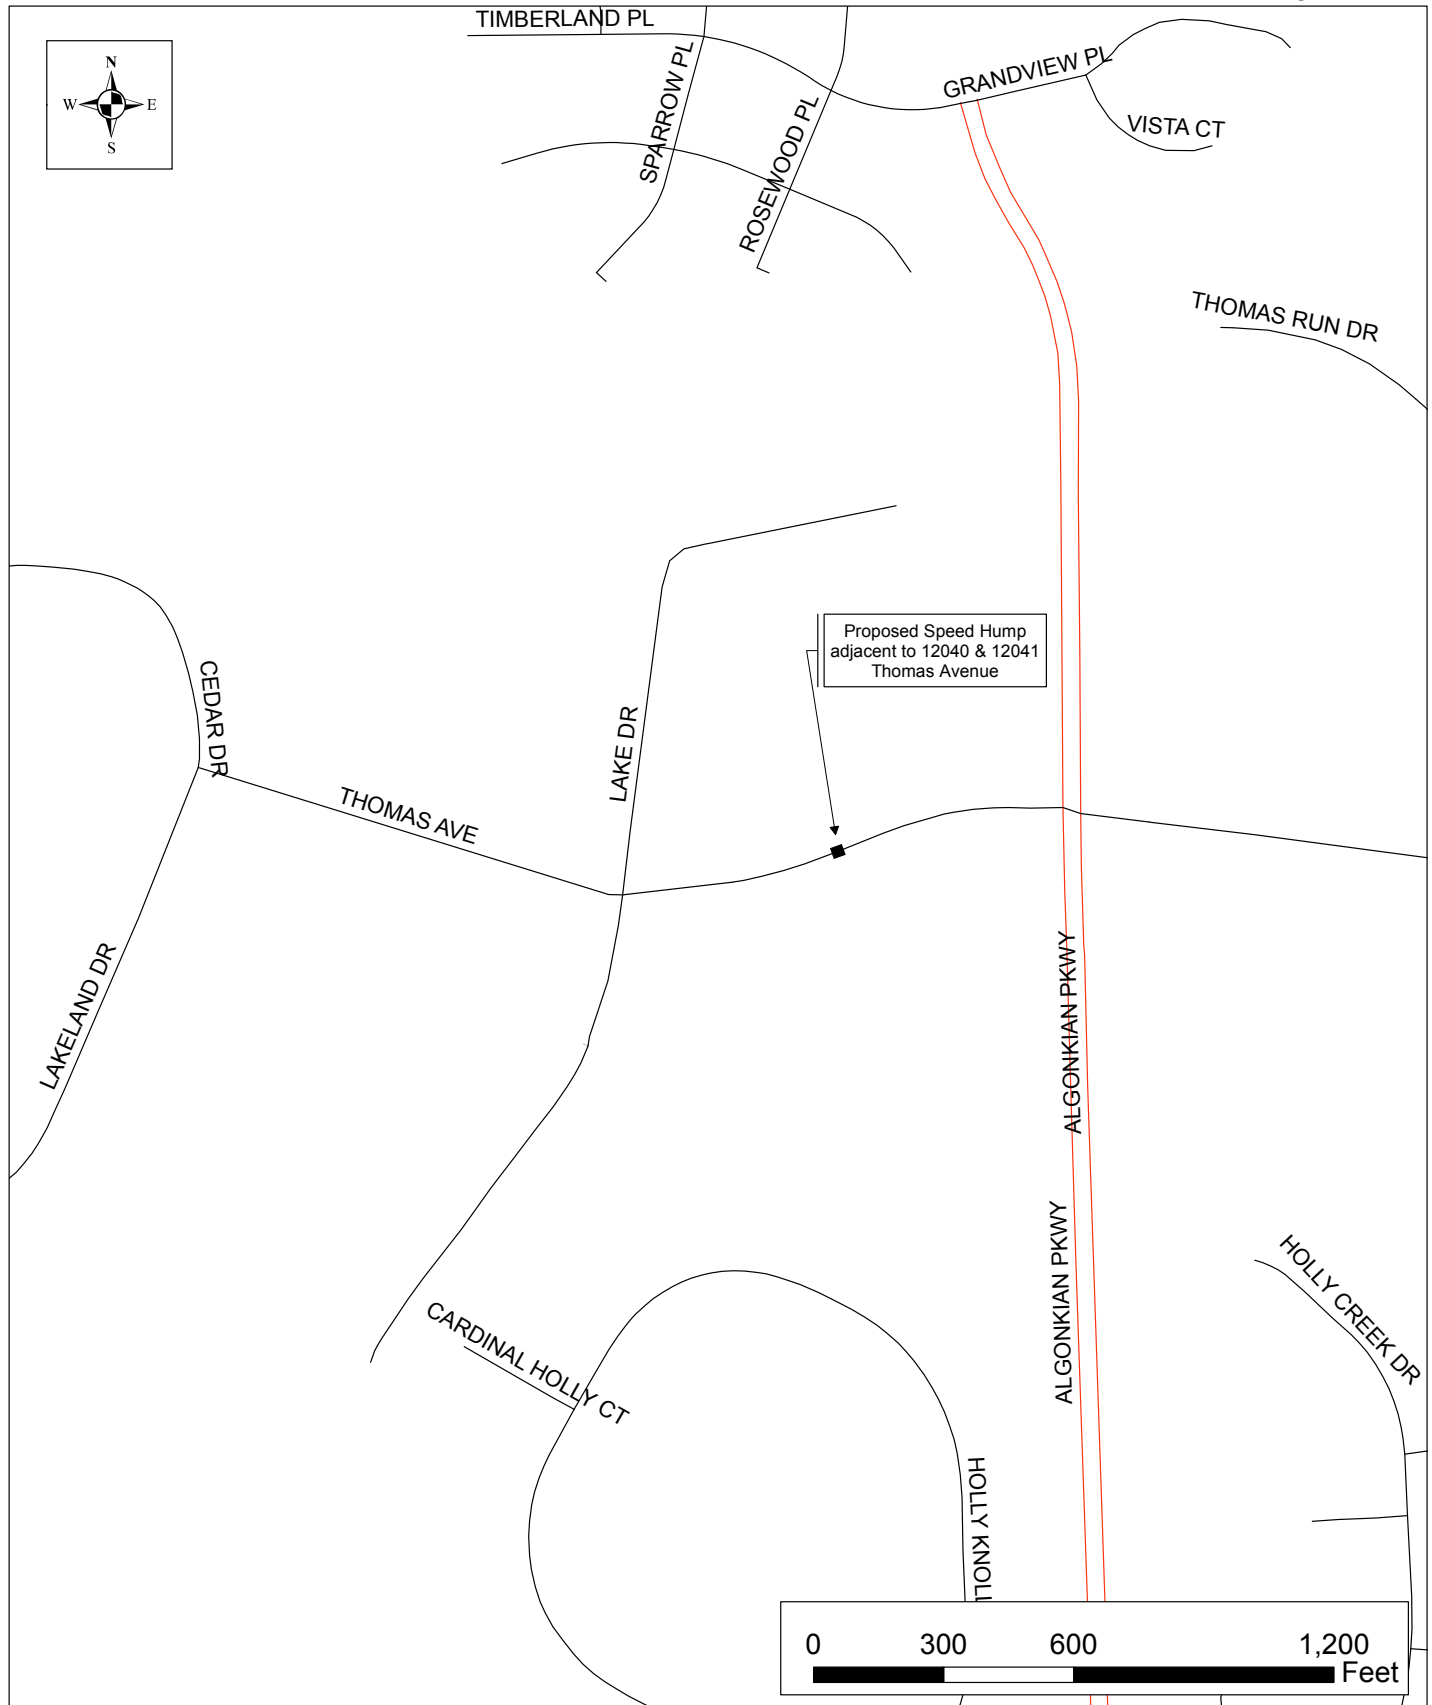 TIMBERLAND PL
GRANDVIEW PL
SPARROW PL
ROSEWOOD PL
VISTA CT
N
W E
S
THOMAS RUN DR
Proposed Speed Hump
adjacent to 12040 & 12041
Thomas Avenue
CEDAR DR
LAKE DR
THOMAS AVE
LAKELAND DR
ALGONKIAN PKWY
ALGONKIAN PKWY
HOLLY CREEK DR
CARDINAL HOLLY CT
HOLLY KNOLL
0 300 600 1,200
Feet